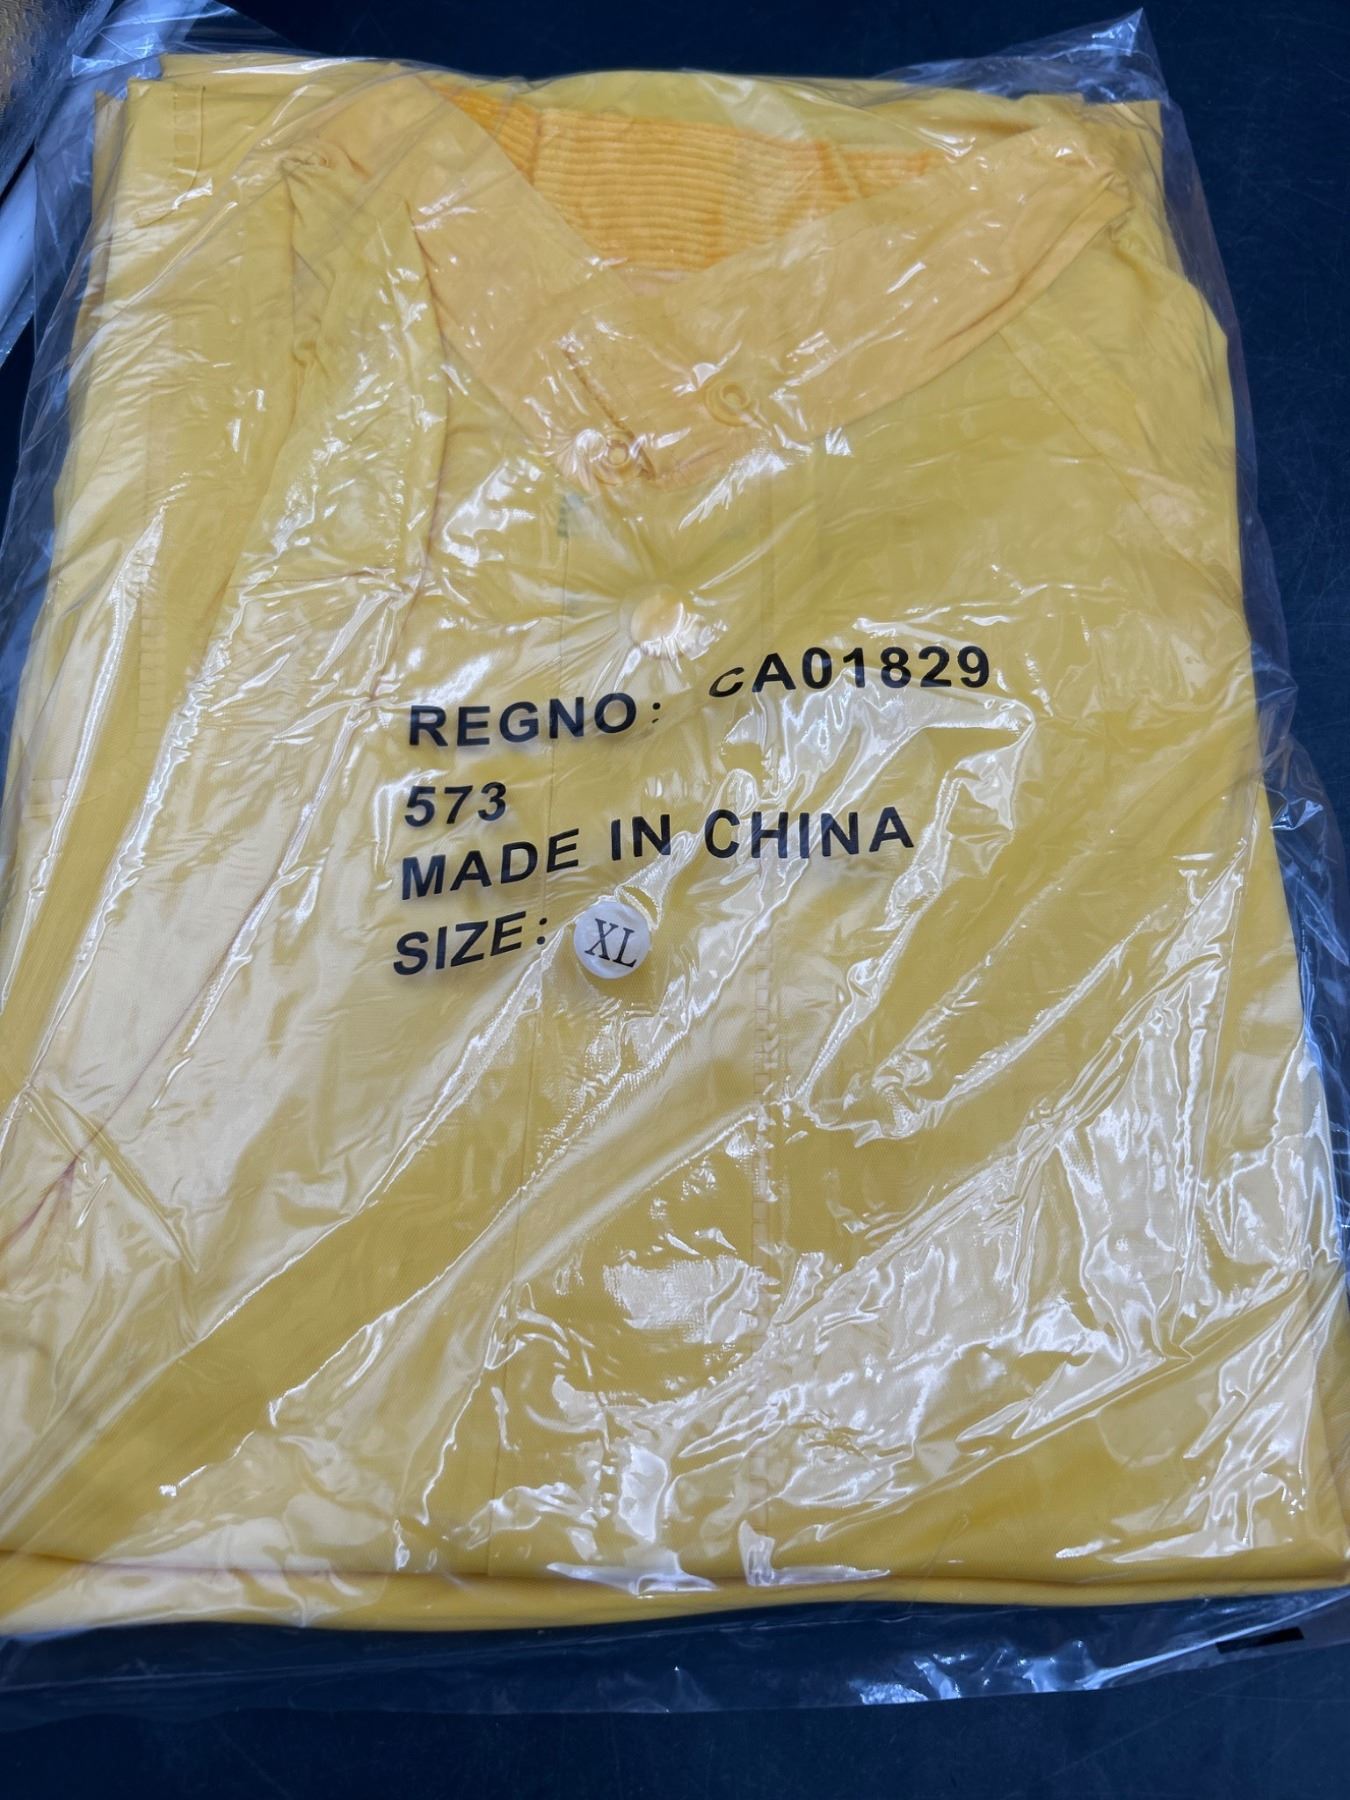 REGNO: CA01829
573
MADE IN CHINA
SIZE: XL